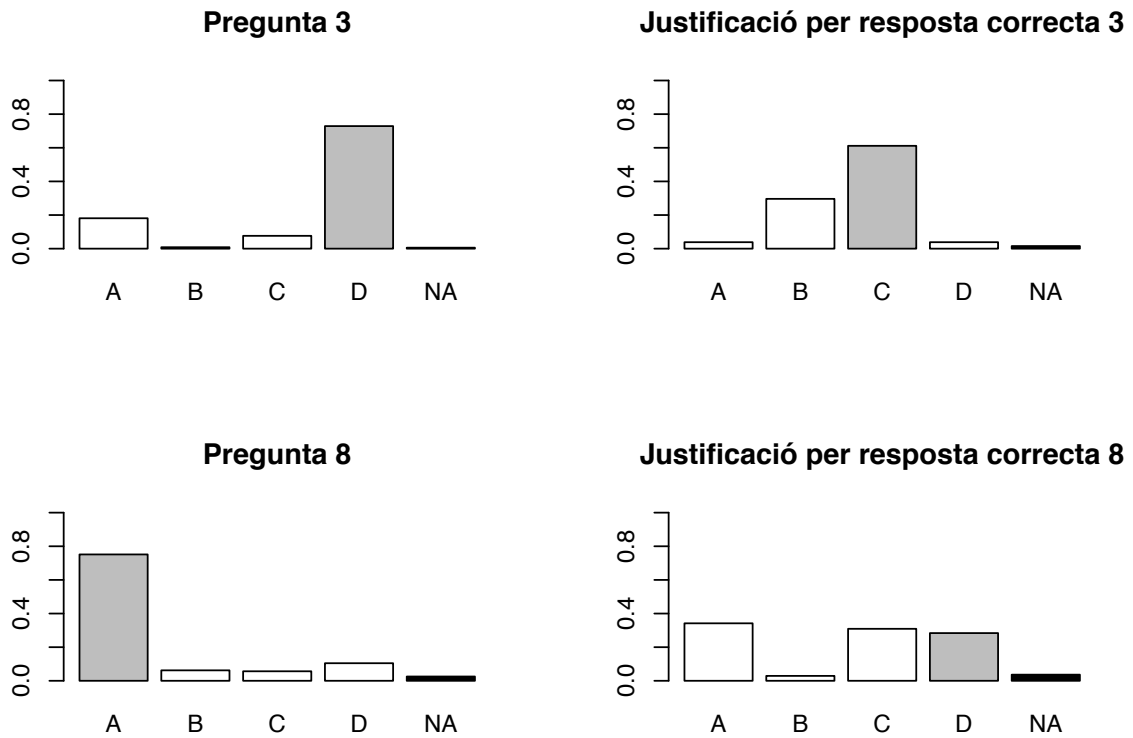 Pregunta 3
0.8
0.4
0.0
A B C D NA
Justificació per resposta correcta 3
0.8
0.4
0.0
A B C D NA
Pregunta 8
0.8
0.4
0.0
A B C D NA
Justificació per resposta correcta 8
0.8
0.4
0.0
A B C D NA